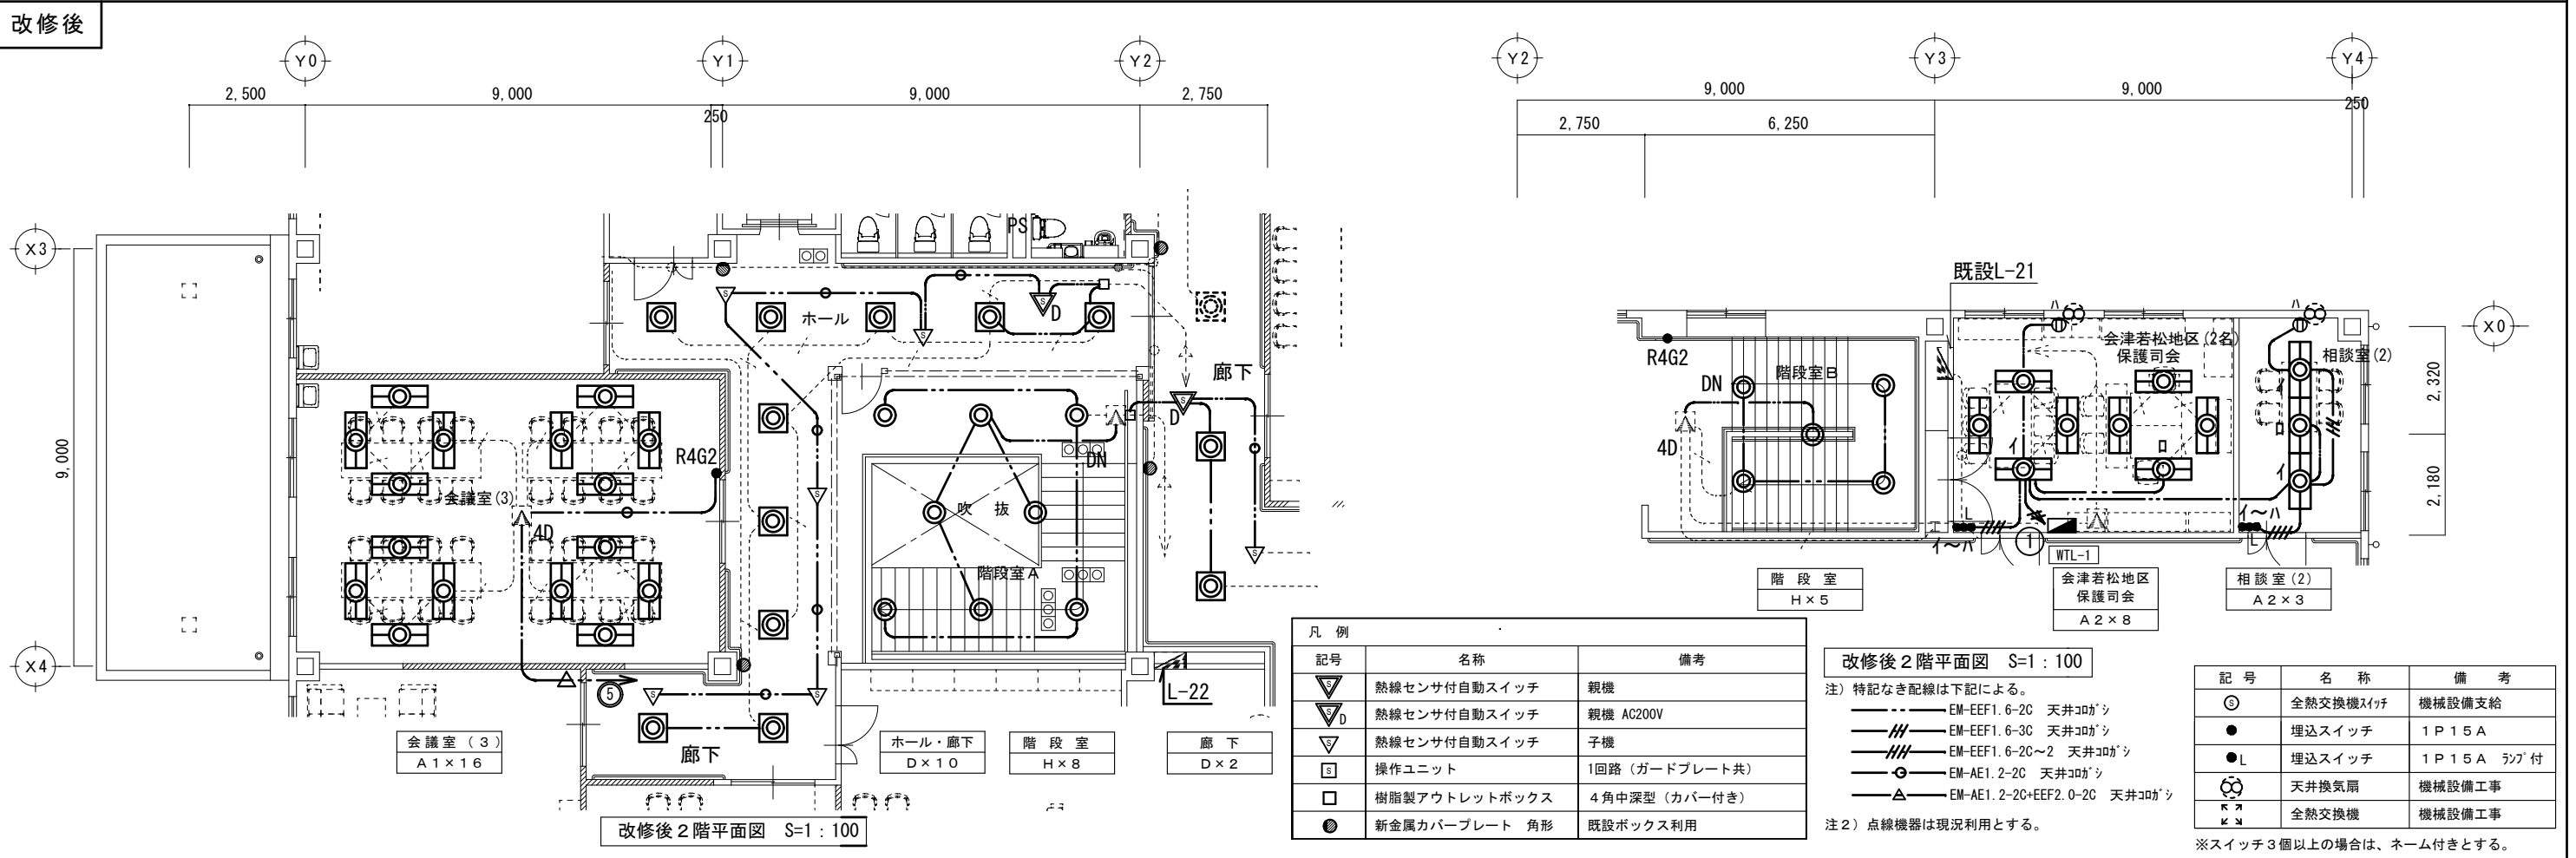 改修後
Y0
Y1
Y2
2,500
9,000
250
9,000
2,750
Y2
Y3
Y4
9,000
9,000
250
2,750
6,250
X3
9,000
X4
PS
ホール
D
廊下
D
R4G2
会議室(3)
4D
DN
吹 抜
階段室A
⑤
廊下
L-22
会議室(3)
A1×16
ホール・廊下
D×10
階 段 室
H×8
廊 下
D×2
改修後2階平面図 S=1:100
既設L-21
X0
R4G2
DN
階段室B
4D
ハ
会津若松地区(2名)
保護司会
ハ
相談室(2)
イ
ロ
ロ
イ
2,320
2,180
L
イ～ハ
①
WTL-1
イ～ハ
L
階 段 室
H×5
会津若松地区
保護司会
A2×8
相談室(2)
A2×3
凡 例
記号 名称 備考
S 熱線センサ付自動スイッチ 親機
S D 熱線センサ付自動スイッチ 親機 AC200V
S 熱線センサ付自動スイッチ 子機
S 操作ユニット 1回路(ガードプレート共)
樹脂製アウトレットボックス 4角中深型(カバー付き)
新金属カバープレート 角形 既設ボックス利用
改修後2階平面図 S=1:100
注)特記なき配線は下記による。
EM-EEF1.6-2C 天井ｺﾛｶﾞｼ
EM-EEF1.6-3C 天井ｺﾛｶﾞｼ
EM-EEF1.6-2C～2 天井ｺﾛｶﾞｼ
EM-AE1.2-2C 天井ｺﾛｶﾞｼ
EM-AE1.2-2C+EEF2.0-2C 天井ｺﾛｶﾞｼ
注2)点線機器は現況利用とする。
記 号 名 称 備 考
S 全熱交換機ｽｲｯﾁ 機械設備支給
● 埋込スイッチ 1P15A
●L 埋込スイッチ 1P15A ﾗﾝﾌﾟ付
天井換気扇 機械設備工事
全熱交換機 機械設備工事
※スイッチ3個以上の場合は、ネーム付きとする。